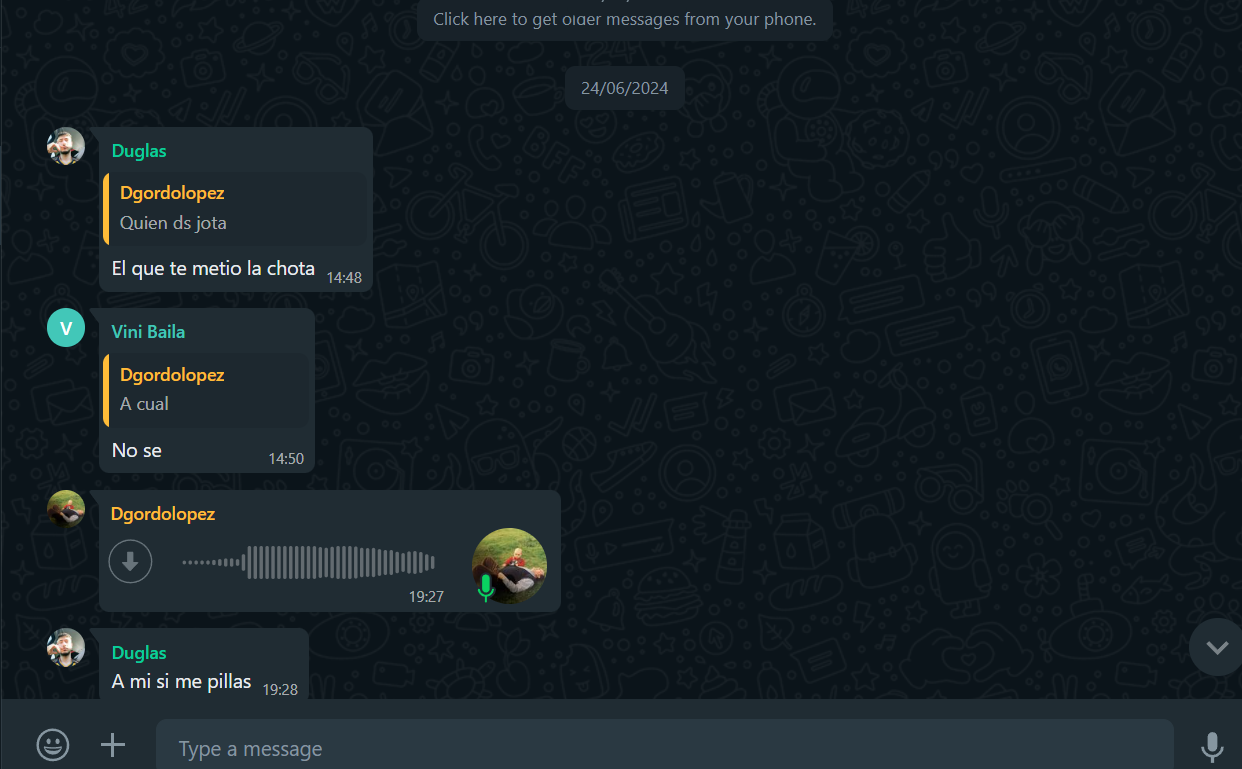 Click here to get older messages from your phone.
24/06/2024
Duglas
Dgordolopez
Quien ds jota
El que te metio la chota 14:48
V
Vini Baila
Dgordolopez
A cual
No se 14:50
Dgordolopez
19:27
Duglas
A mi si me pillas 19:28
Type a message